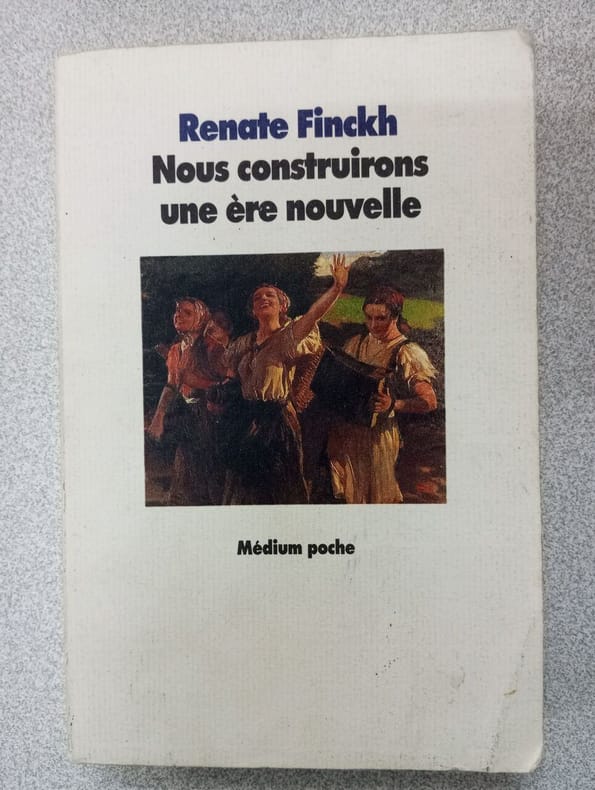 Renate Finckh
Nous construirons
une ère nouvelle
Médium poche